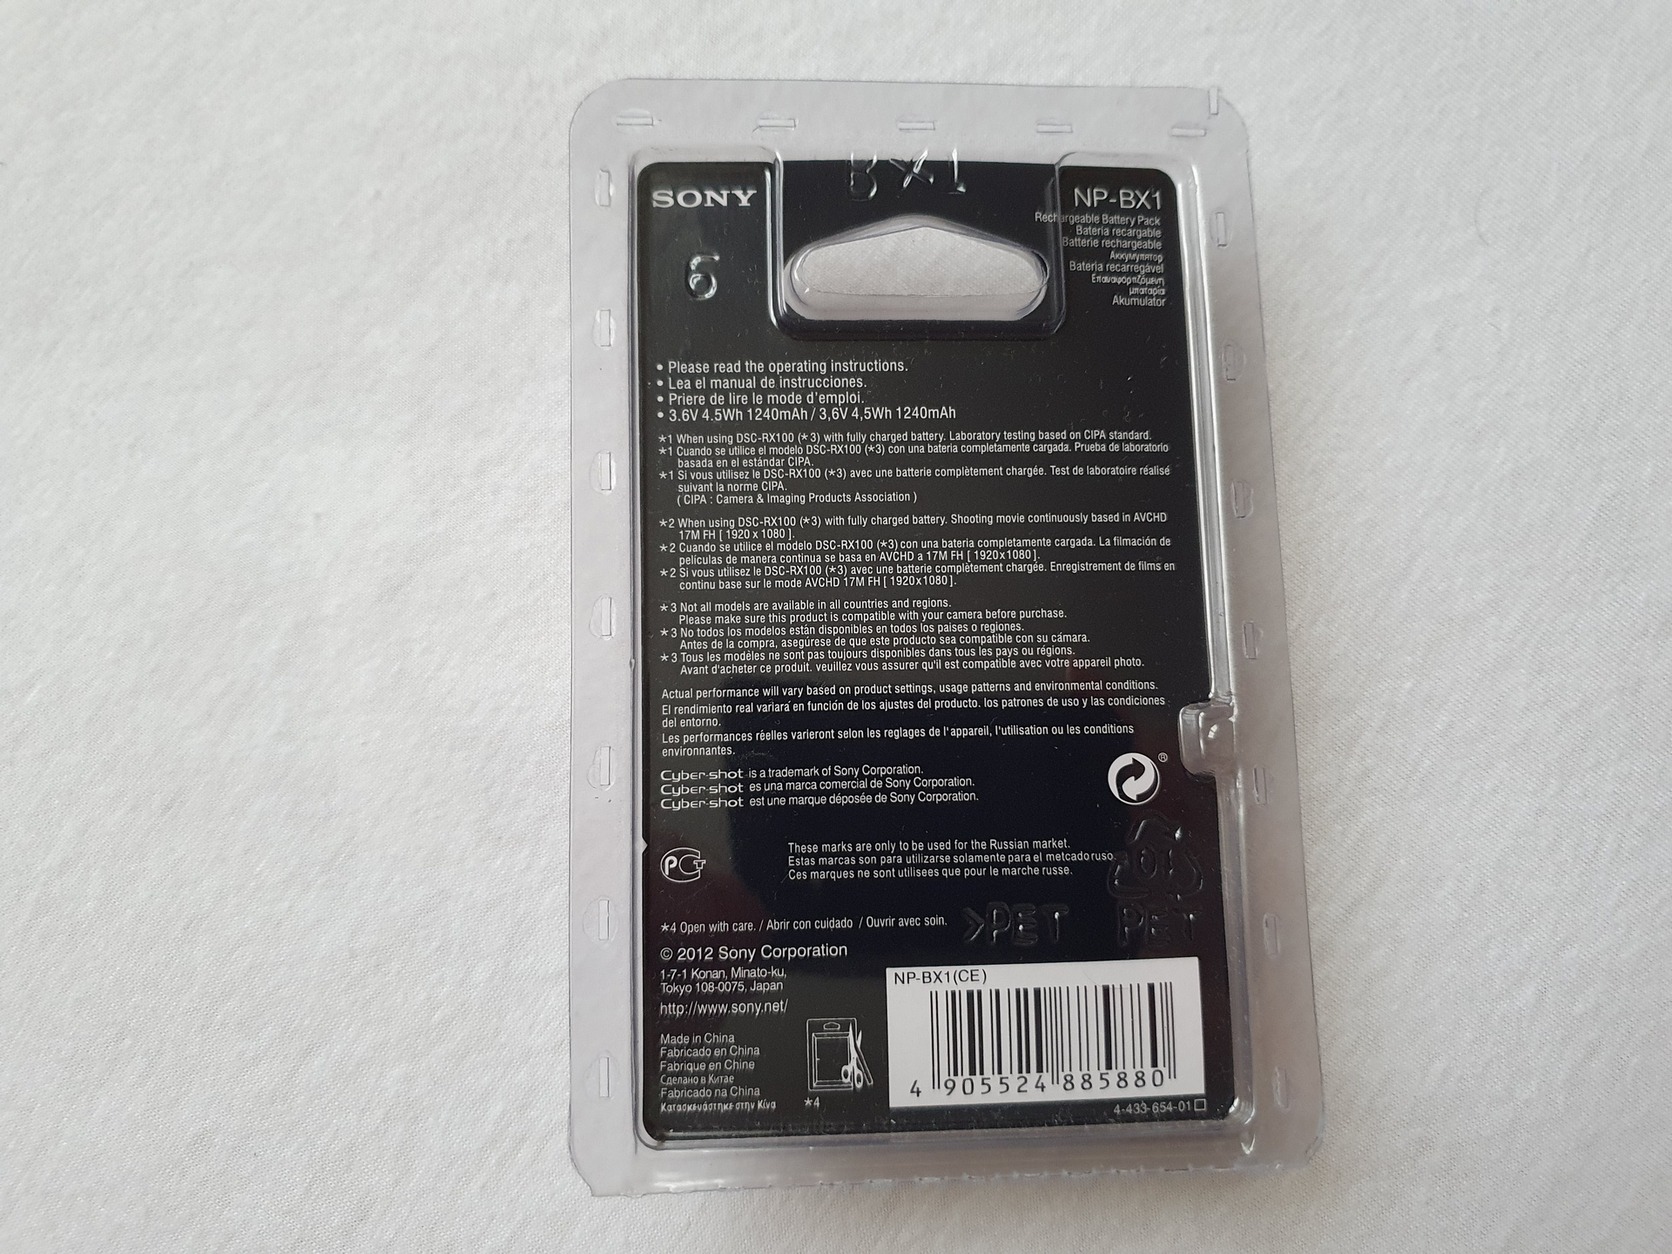 BX1
SONY
6
NP-BX1
Rechargeable Battery Pack
Bateria recargable
Batterie rechargeable
Аккумулятор
Bateria recarregável
Επαναφορτιζόμενη
μπαταρία
Akumulator
• Please read the operating instructions.
• Lea el manual de instrucciones.
• Priere de lire le mode d'emploi.
• 3.6V 4.5Wh 1240mAh / 3,6V 4,5Wh 1240mAh
*1 When using DSC-RX100 (*3) with fully charged battery. Laboratory testing based on CIPA standard.
*1 Cuando se utilice el modelo DSC-RX100 (*3) con una bateria completamente cargada. Prueba de laboratorio
basada en el estándar CIPA.
*1 Si vous utilisez le DSC-RX100 (*3) avec une batterie complètement chargée. Test de laboratoire réalisé
suivant la norme CIPA.
( CIPA : Camera & Imaging Products Association )
*2 When using DSC-RX100 (*3) with fully charged battery. Shooting movie continuously based in AVCHD
17M FH [ 1920 x 1080 ].
*2 Cuando se utilice el modelo DSC-RX100 (*3) con una bateria completamente cargada. La filmación de
películas de manera continua se basa en AVCHD a 17M FH [ 1920x1080 ].
*2 Si vous utilisez le DSC-RX100 (*3) avec une batterie complètement chargée. Enregistrement de films en
continu base sur le mode AVCHD 17M FH [ 1920x1080 ].
*3 Not all models are available in all countries and regions.
Please make sure this product is compatible with your camera before purchase.
*3 No todos los modelos están disponibles en todos los paises o regiones.
Antes de la compra, asegúrese de que este producto sea compatible con su cámara.
*3 Tous les modèles ne sont pas toujours disponibles dans tous les pays ou régions.
Avant d'acheter ce produit. veuillez vous assurer qu'il est compatible avec votre appareil photo.
Actual performance will vary based on product settings, usage patterns and environmental conditions.
El rendimiento real variará en función de los ajustes del producto. los patrones de uso y las condiciones
del entorno.
Les performances réelles varieront selon les reglages de l'appareil, l'utilisation ou les conditions
environnantes.
Cyber-shot is a trademark of Sony Corporation.
Cyber-shot es una marca comercial de Sony Corporation.
Cyber-shot est une marque déposée de Sony Corporation.
®
These marks are only to be used for the Russian market.
Estas marcas son para utilizarse solamente para el metcado ruso.
Ces marques ne sont utilisees que pour le marche russe.
РСТ
01
PET
>PET
*4 Open with care. / Abrir con cuidado / Ouvrir avec soin.
© 2012 Sony Corporation
1-7-1 Konan, Minato-ku,
Tokyo 108-0075, Japan
http://www.sony.net/
Made in China
Fabricado en China
Fabrique en Chine
Сделано в Китае
Fabricado na China
Κατασκευάστηκε στην Κίνα
*4
NP-BX1(CE)
4 905524 885880
4-433-654-01